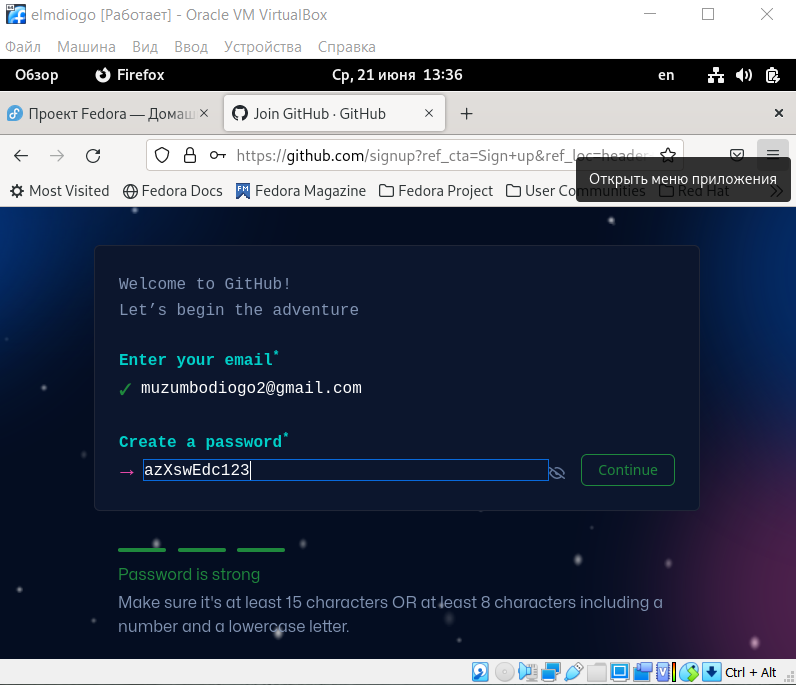 elmdiogo [Работает] - Oracle VM VirtualBox
Файл Машина Вид Ввод Устройства Справка
Обзор Firefox Ср, 21 июня 13:36 en
Проект Fedora — Домаш Join GitHub · GitHub
https://github.com/signup?ref_cta=Sign+up&ref_loc=header
Most Visited Fedora Docs Fedora Magazine Fedora Project User Communities Red Hat
Открыть меню приложения
Welcome to GitHub!
Let’s begin the adventure
Enter your email*
✓ muzumbodiogo2@gmail.com
Create a password*
→ azXswEdc123 Continue
Password is strong
Make sure it's at least 15 characters OR at least 8 characters including a
number and a lowercase letter.
Ctrl + Alt